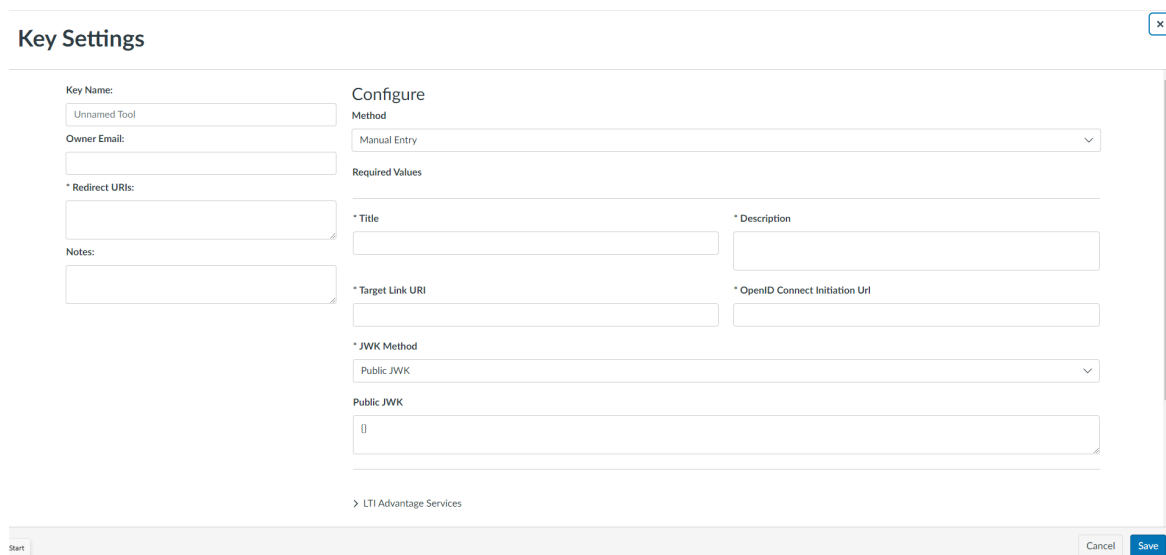 Key Settings
×
Key Name:
Unnamed Tool
Owner Email:
* Redirect URIs:
Notes:
Configure
Method
Manual Entry
Required Values
* Title
* Description
* Target Link URI
* OpenID Connect Initiation Url
* JWK Method
Public JWK
Public JWK
{}
LTI Advantage Services
Start
Cancel
Save